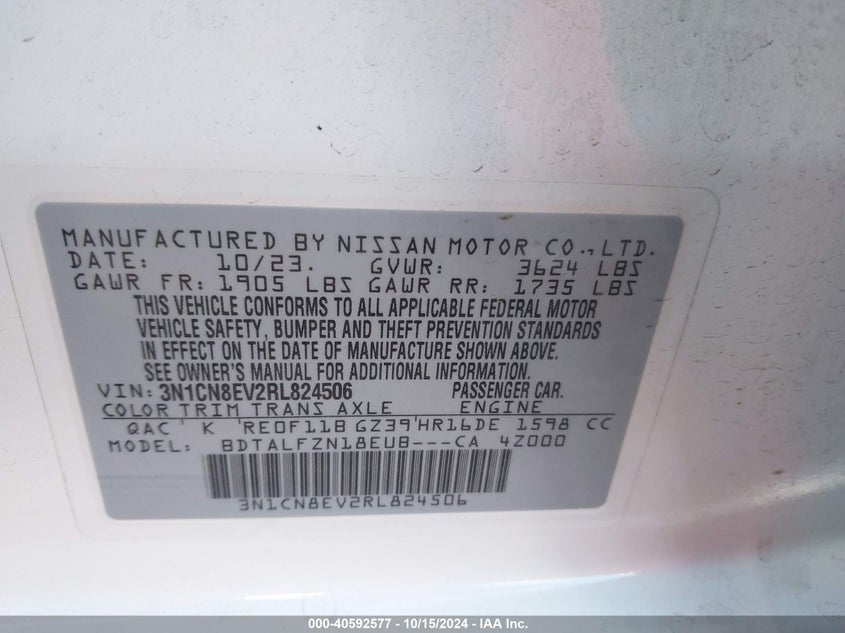 MANUFACTURED BY NISSAN MOTOR CO., LTD.
DATE: 10/23. GVWR: 3624 LBS
GAWR FR: 1905 LBS GAWR RR: 1735 LBS
THIS VEHICLE CONFORMS TO ALL APPLICABLE FEDERAL MOTOR
VEHICLE SAFETY, BUMPER AND THEFT PREVENTION STANDARDS
IN EFFECT ON THE DATE OF MANUFACTURE SHOWN ABOVE.
SEE OWNER'S MANUAL FOR ADDITIONAL INFORMATION.
VIN: 3N1CN8EV2RL824506 PASSENGER CAR.
COLOR TRIM TRANS AXLE ENGINE
QAC K RE0F11B GZ39 HR16DE 1598 CC
MODEL: BDTALFZN18EUB---CA 4Z000
3N1CN8EV2RL824506
000-40592577 - 10/15/2024 - IAA Inc.